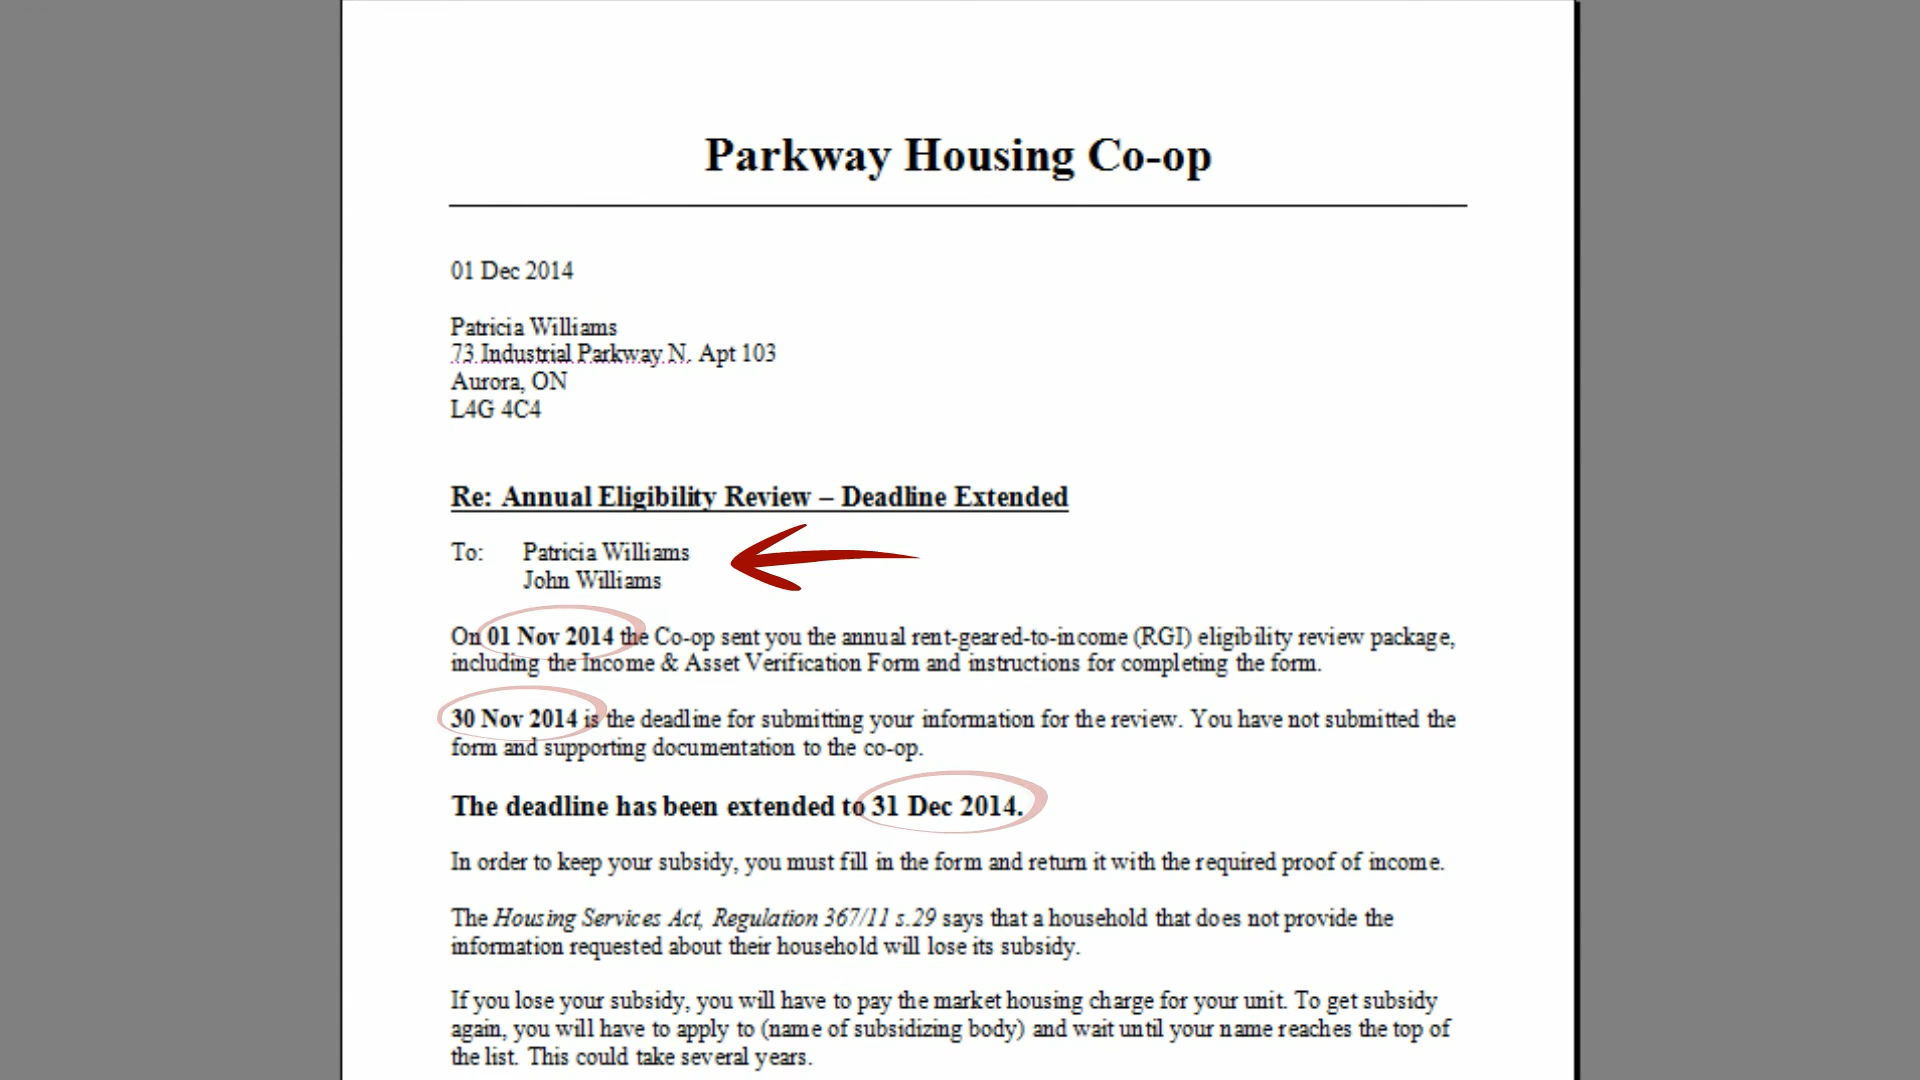 Parkway Housing Co-op
01 Dec 2014
Patricia Williams
73 Industrial Parkway N. Apt 103
Aurora, ON
L4G 4C4
Re: Annual Eligibility Review – Deadline Extended
To: Patricia Williams
John Williams
On 01 Nov 2014 the Co-op sent you the annual rent-geared-to-income (RGI) eligibility review package,
including the Income & Asset Verification Form and instructions for completing the form.
30 Nov 2014 is the deadline for submitting your information for the review. You have not submitted the
form and supporting documentation to the co-op.
The deadline has been extended to 31 Dec 2014.
In order to keep your subsidy, you must fill in the form and return it with the required proof of income.
The Housing Services Act, Regulation 367/11 s.29 says that a household that does not provide the
information requested about their household will lose its subsidy.
If you lose your subsidy, you will have to pay the market housing charge for your unit. To get subsidy
again, you will have to apply to (name of subsidizing body) and wait until your name reaches the top of
the list. This could take several years.